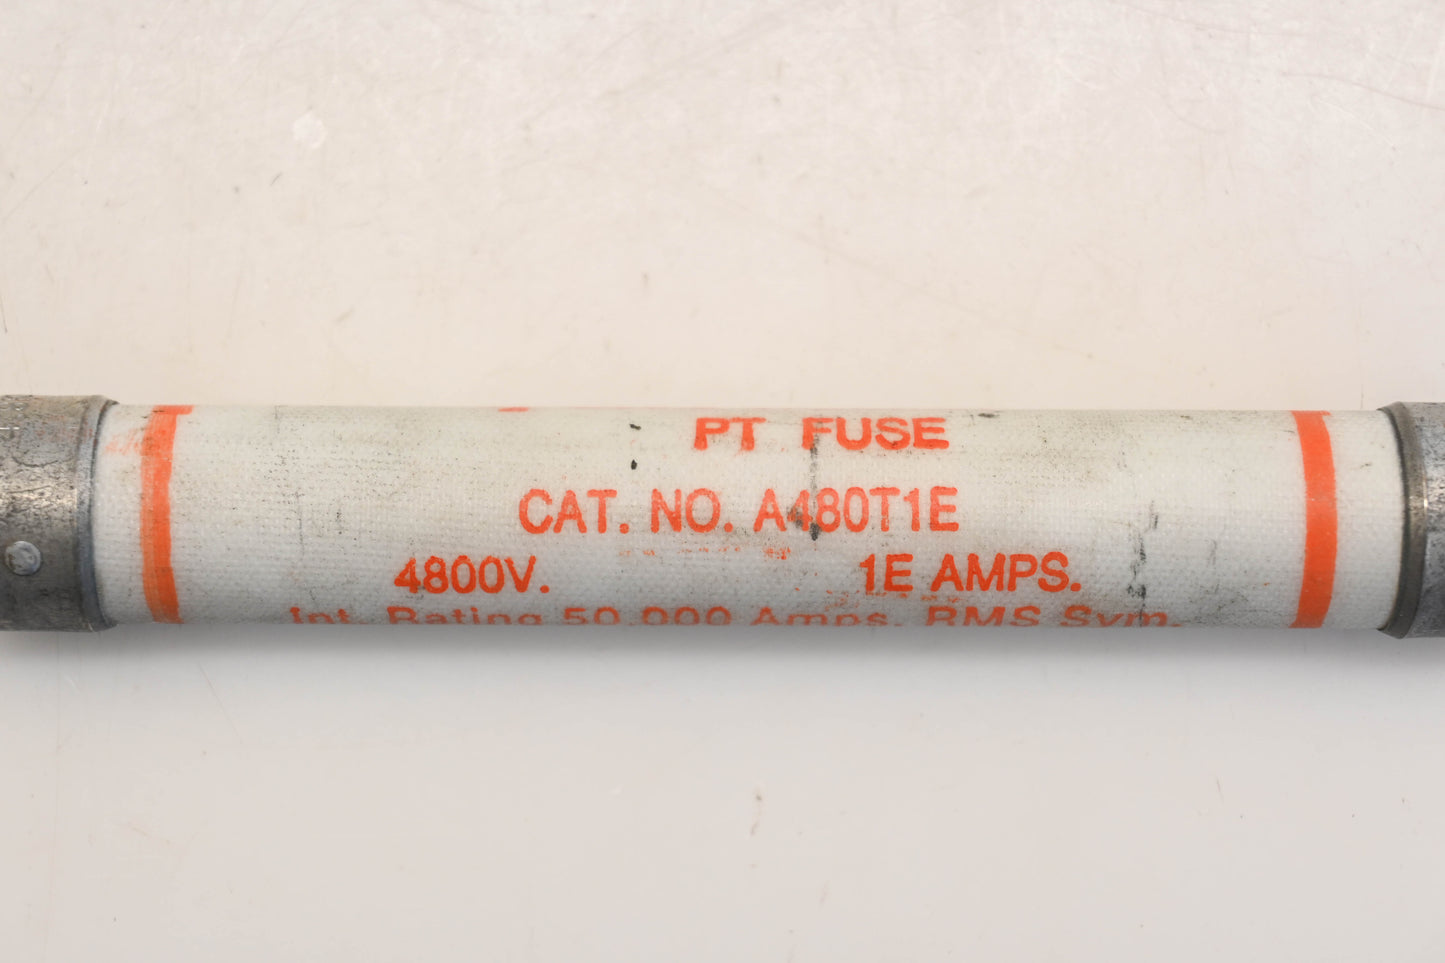 PT FUSE
CAT. NO. A480T1E
4800V. 1E AMPS.
Int. Rating 50,000 Amps. RMS Sym.